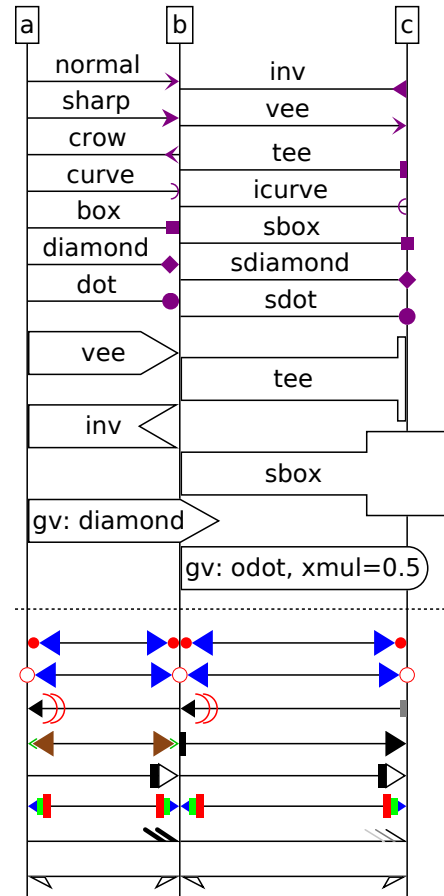 a b c
normal
inv
sharp
vee
crow
tee
curve
icurve
box
sbox
diamond
sdiamond
dot
sdot
vee
tee
inv
sbox
gv: diamond
gv: odot, xmul=0.5